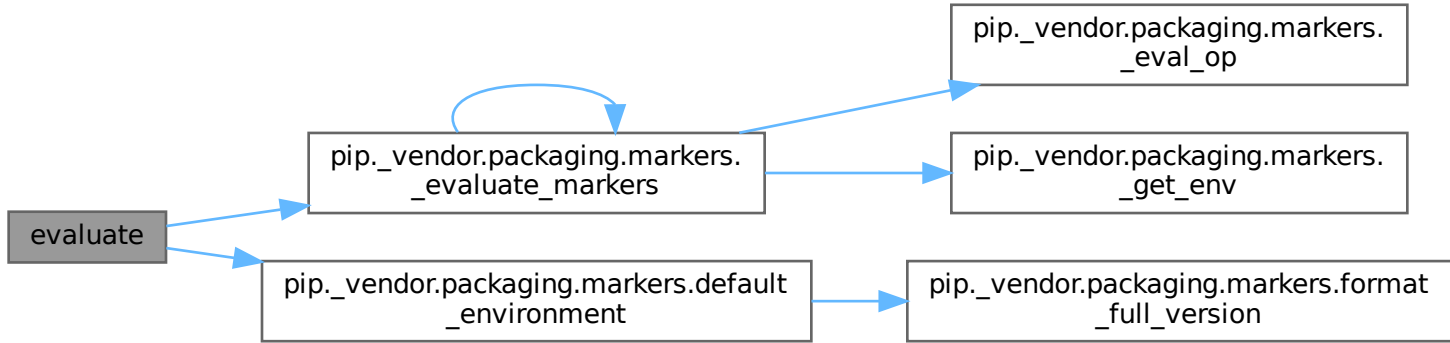 evaluate
pip._vendor.packaging.markers.
_evaluate_markers
pip._vendor.packaging.markers.
_eval_op
pip._vendor.packaging.markers.
_get_env
pip._vendor.packaging.markers.default
_environment
pip._vendor.packaging.markers.format
_full_version